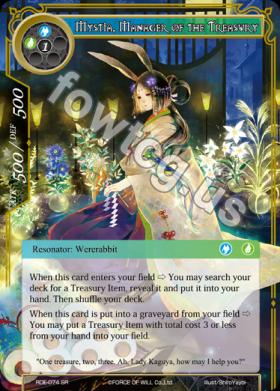 Mystia, Manager of the Treasury
1
ATK 500/DEF 500
fowtcg.us
Resonator: Wererabbit
When this card enters your field ⇨ You may search your
deck for a Treasury Item, reveal it and put it into your
hand. Then shuffle your deck.
When this card is put into a graveyard from your field ⇨
You may put a Treasury Item with total cost 3 or less
from your hand into your field.
"One treasure, two, three. Ah, Lady Kaguya, how may I help you?"
RDE-074 SR
©FORCE OF WILL Co.,Ltd.
Illust/ShiroYayoi